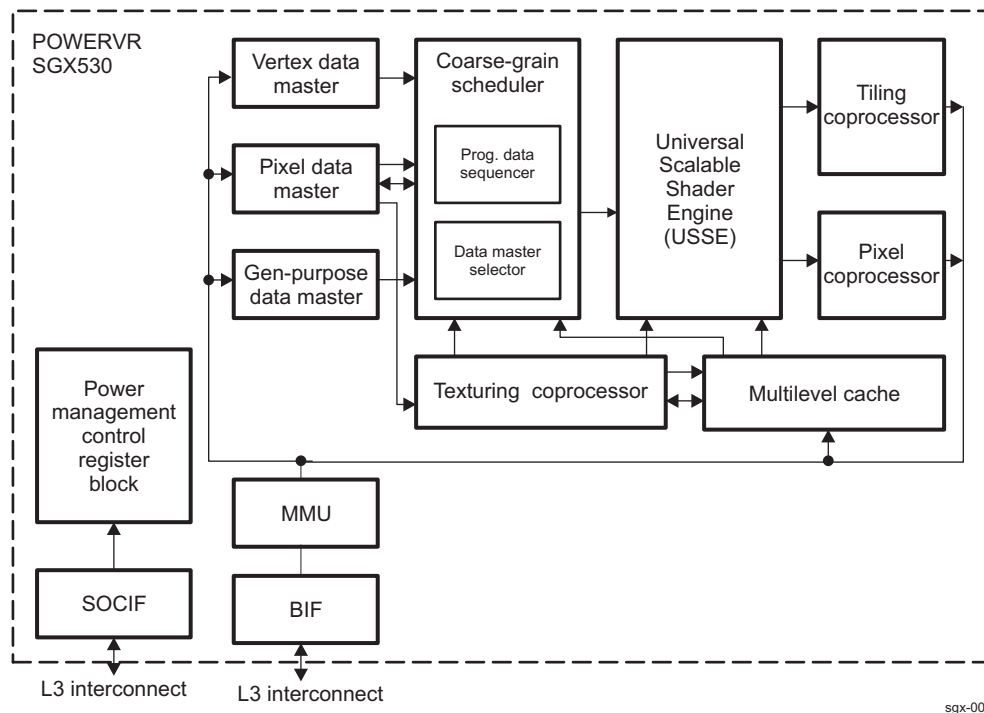 POWERVR
SGX530
Vertex data
master
Coarse-grain
scheduler
Prog. data
sequencer
Data master
selector
Universal
Scalable
Shader
Engine
(USSE)
Tiling
coprocessor
Pixel data
master
Pixel
coprocessor
Gen-purpose
data master
Power
management
control
register
block
Texturing coprocessor
Multilevel cache
MMU
SOCIF
BIF
L3 interconnect
L3 interconnect
sgx-00